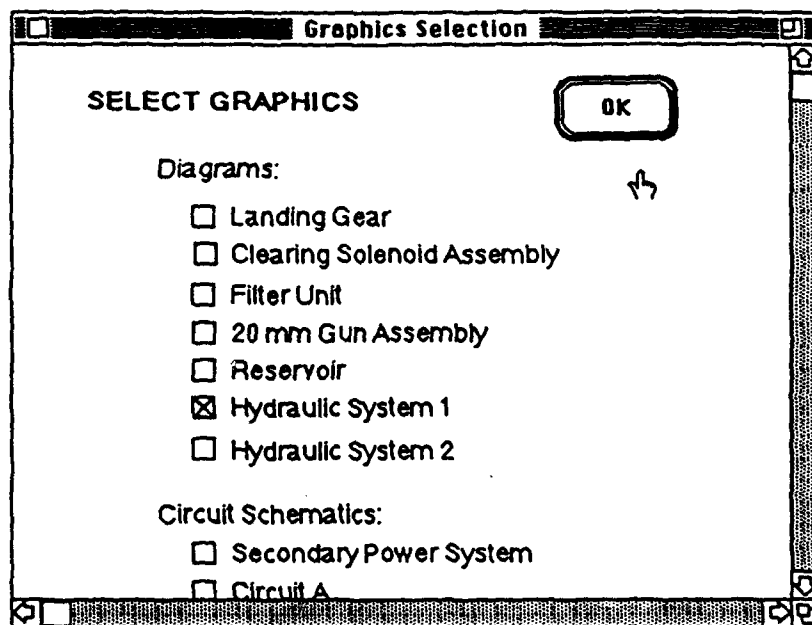 Graphics Selection
SELECT GRAPHICS
OK
Diagrams:
Landing Gear
Clearing Solenoid Assembly
Filter Unit
20 mm Gun Assembly
Reservoir
Hydraulic System 1
Hydraulic System 2
Circuit Schematics:
Secondary Power System
Circuit A